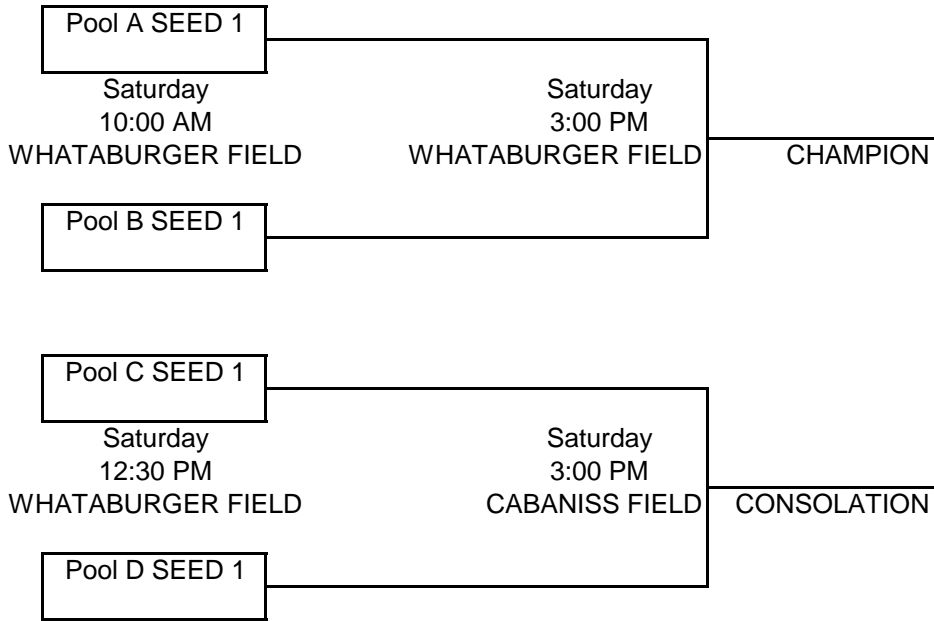 Pool A SEED 1
Saturday
10:00 AM
WHATABURGER FIELD
Saturday
3:00 PM
WHATABURGER FIELD
CHAMPION
Pool B SEED 1
Pool C SEED 1
Saturday
12:30 PM
WHATABURGER FIELD
Saturday
3:00 PM
CABANISS FIELD
CONSOLATION
Pool D SEED 1